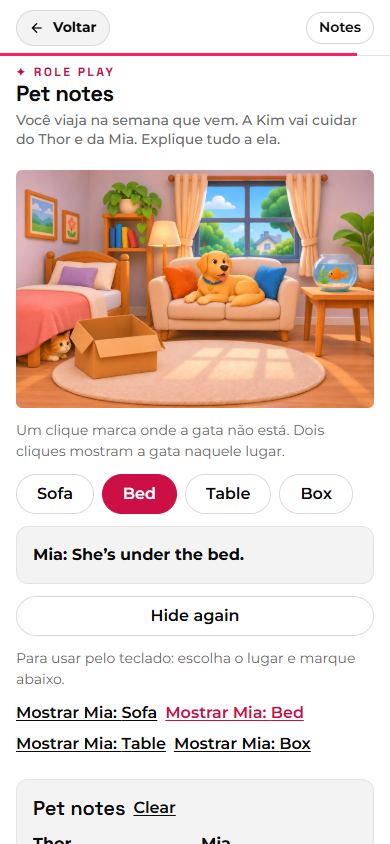 ← Voltar
Notes
✦ ROLE PLAY
Pet notes
Você viaja na semana que vem. A Kim vai cuidar
do Thor e da Mia. Explique tudo a ela.
Um clique marca onde a gata não está. Dois
cliques mostram a gata naquele lugar.
Sofa
Bed
Table
Box
Mia: She’s under the bed.
Hide again
Para usar pelo teclado: escolha o lugar e marque
abaixo.
Mostrar Mia: Sofa Mostrar Mia: Bed
Mostrar Mia: Table Mostrar Mia: Box
Pet notes Clear
Thor Mia